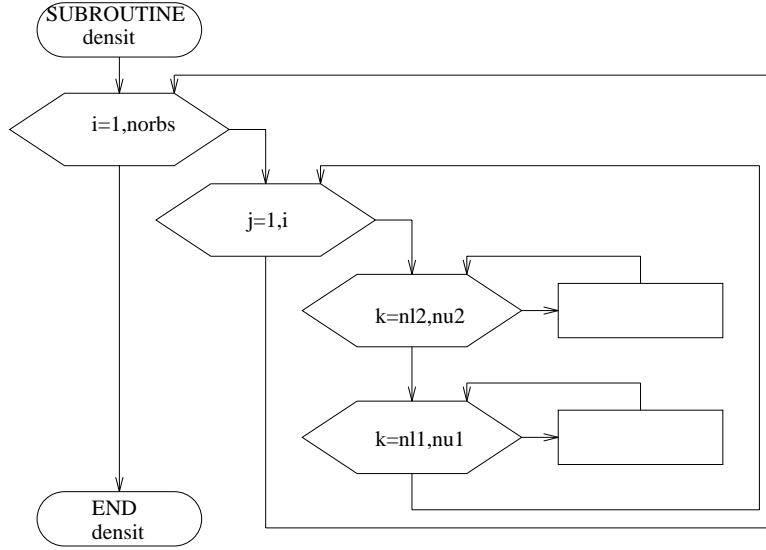 SUBROUTINE
densit
i=1,norbs
j=1,i
k=nl2,nu2
k=nl1,nu1
END
densit